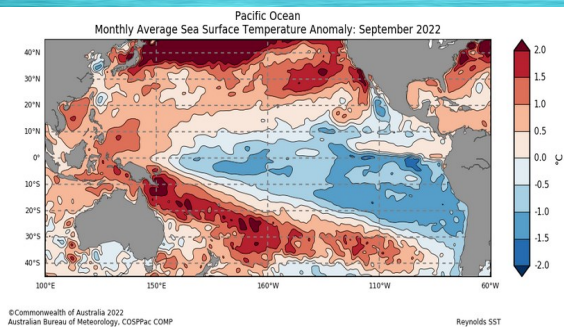 Pacific Ocean
Monthly Average Sea Surface Temperature Anomaly: September 2022
40°N
30°N
20°N
10°N
0°
10°S
20°S
30°S
40°S
100°E
150°E
160°W
110°W
60°W
2.0
1.5
1.0
0.5
0.0
-0.5
-1.0
-1.5
-2.0
°C
©Commonwealth of Australia 2022
Australian Bureau of Meteorology, COSPPac COMP
Reynolds SST